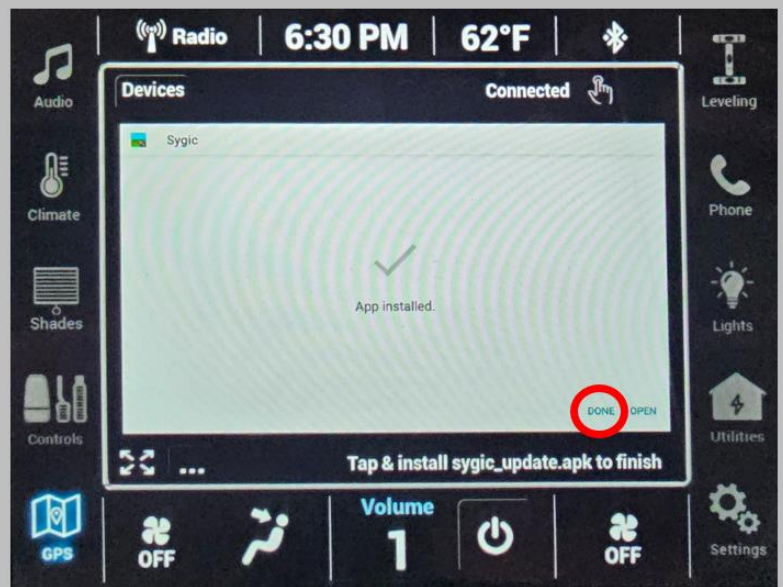 Radio
6:30 PM
62°F
Audio
Climate
Shades
Controls
GPS
Devices
Connected
Sygic
App installed.
DONE
OPEN
...
Tap & install sygic_update.apk to finish
Leveling
Phone
Lights
Utilities
Settings
OFF
Volume
1
OFF